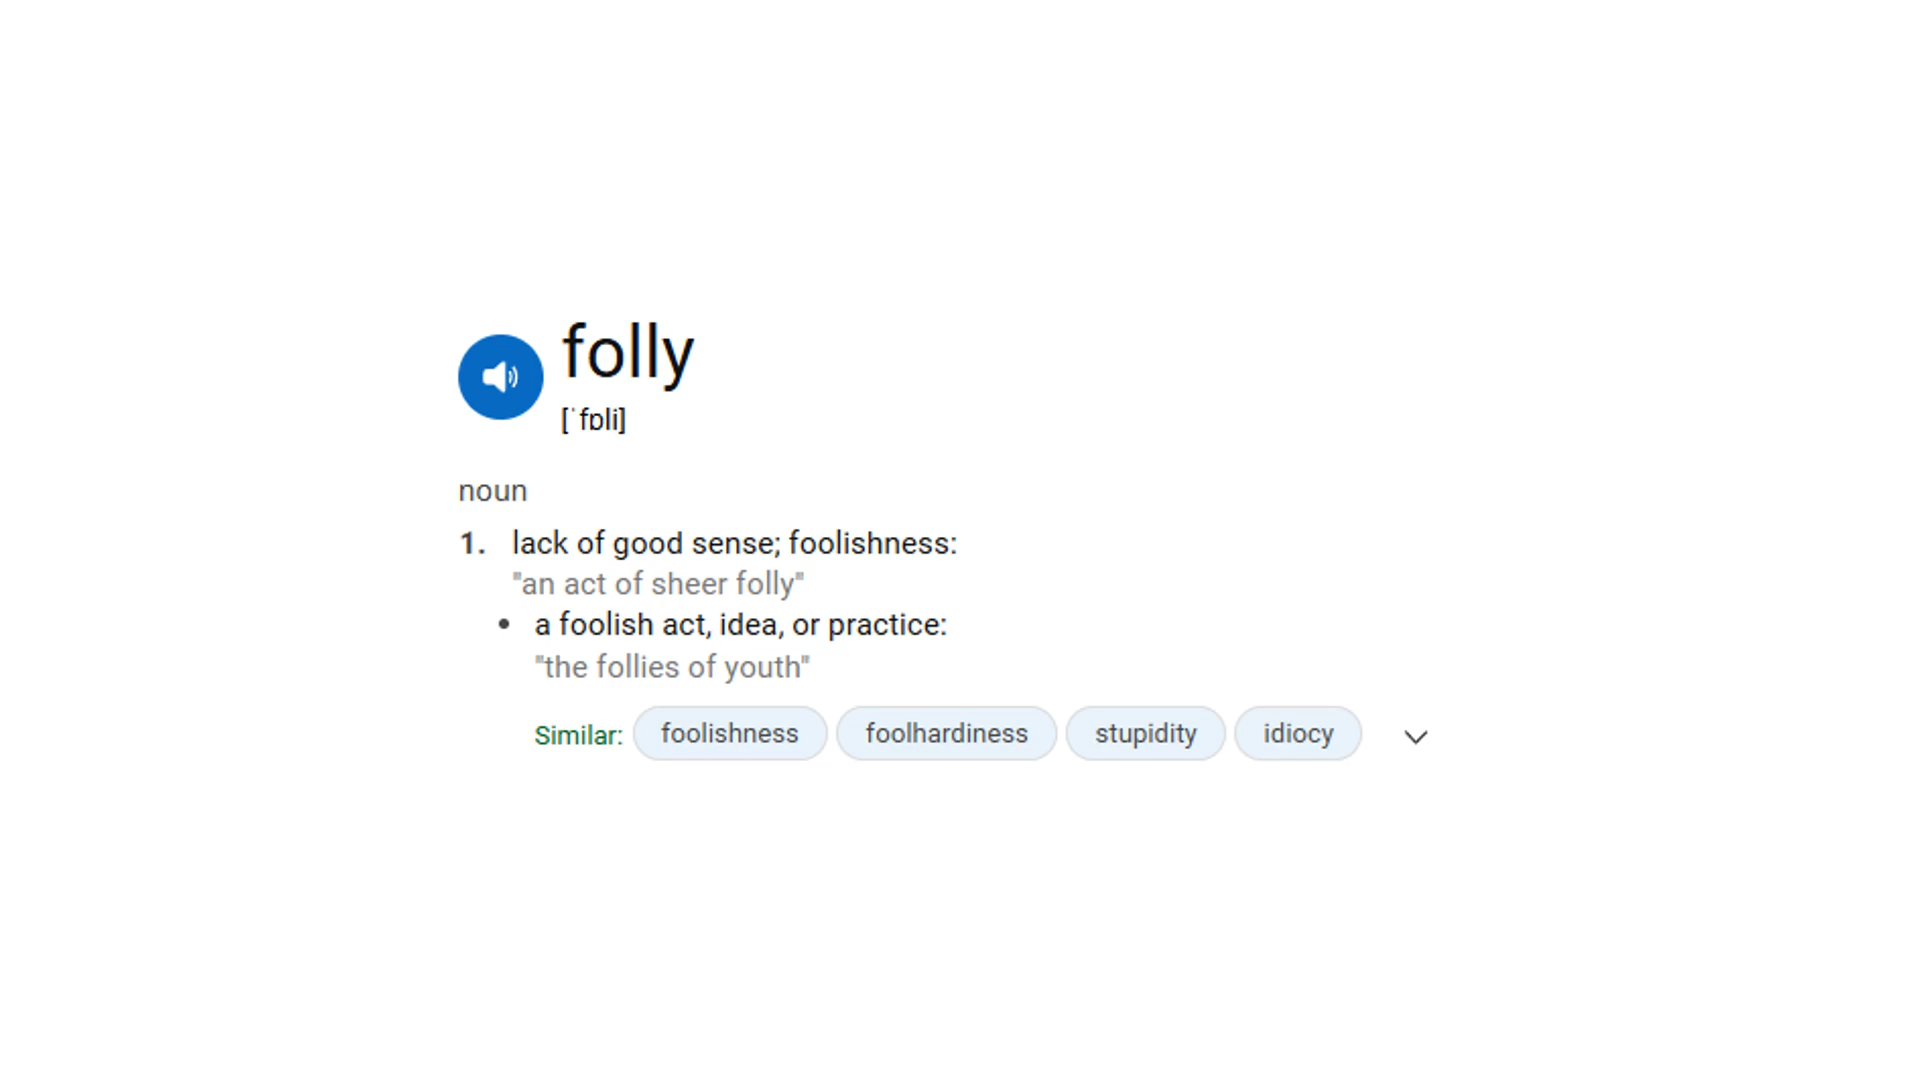 folly
[ˈfɒli]
noun
1. lack of good sense; foolishness:
"an act of sheer folly"
• a foolish act, idea, or practice:
"the follies of youth"
Similar: foolishness foolhardiness stupidity idiocy